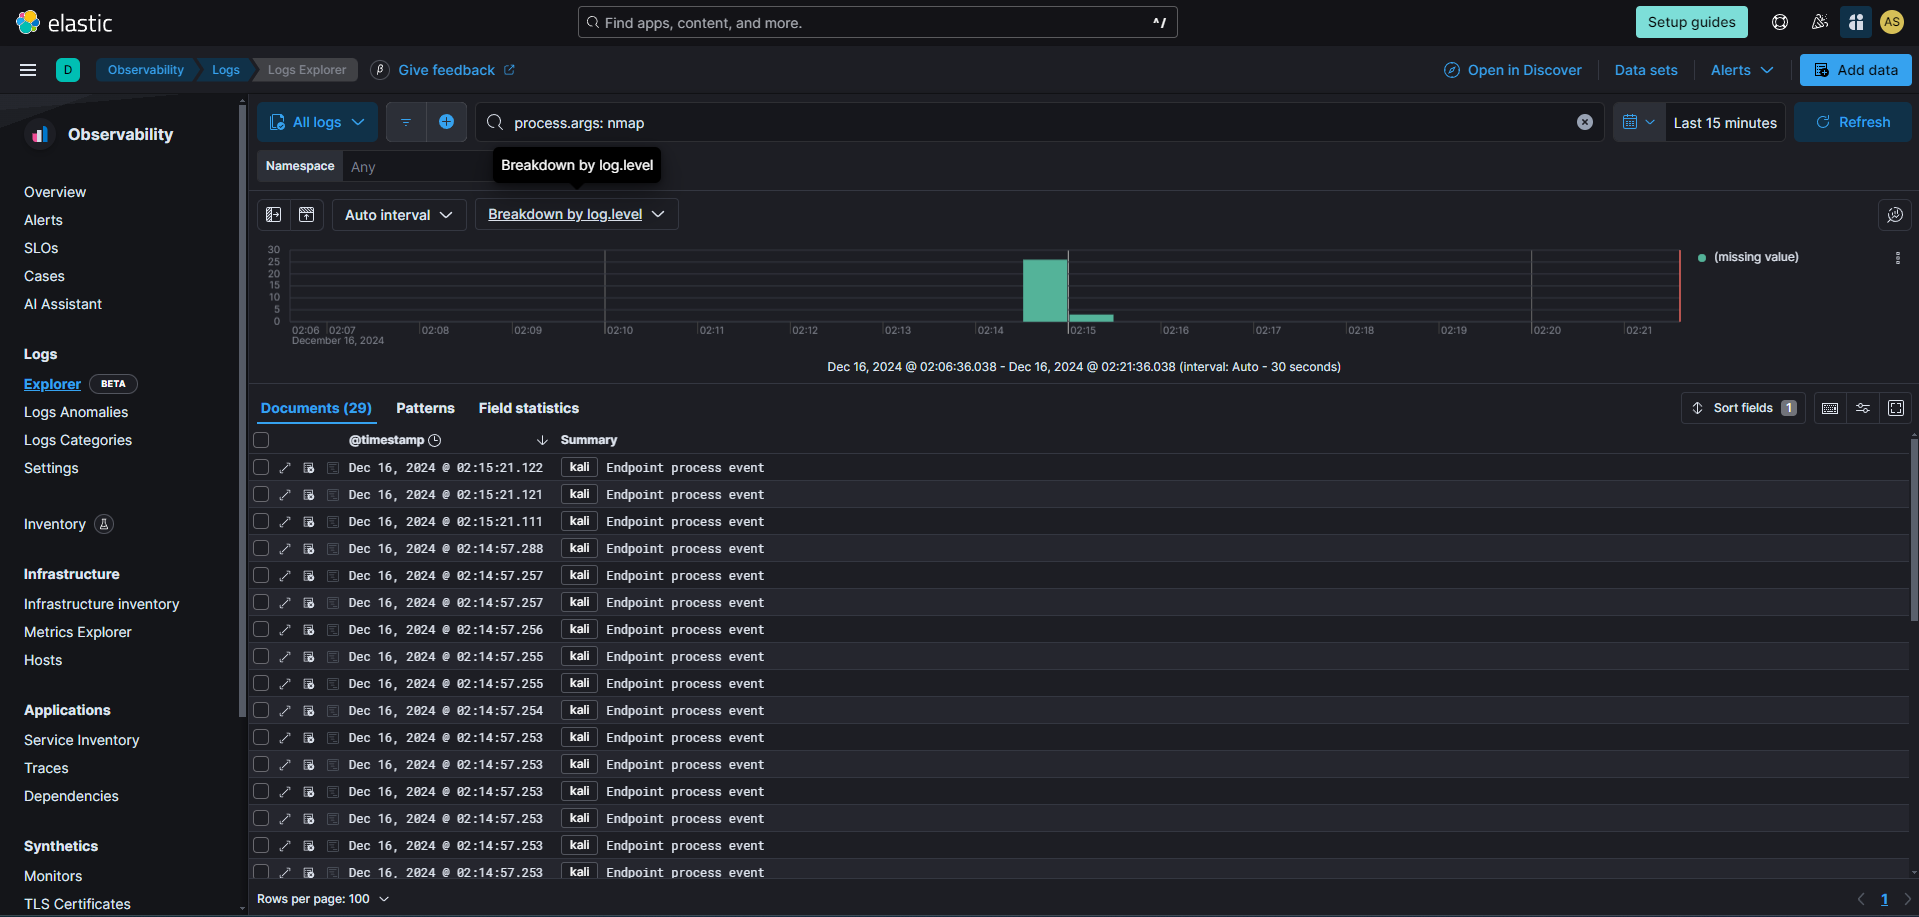 elastic
Find apps, content, and more.
^/
Setup guides
AS
D
Observability
Logs
Logs Explorer
β
Give feedback
Open in Discover
Data sets
Alerts
Add data
Observability
Overview
Alerts
SLOs
Cases
AI Assistant
Logs
Explorer BETA
Logs Anomalies
Logs Categories
Settings
Inventory
Infrastructure
Infrastructure inventory
Metrics Explorer
Hosts
Applications
Service Inventory
Traces
Dependencies
Synthetics
Monitors
TLS Certificates
All logs
process.args: nmap
Last 15 minutes
Refresh
Namespace Any
Breakdown by log.level
Auto interval
Breakdown by log.level
30
25
20
15
10
5
0
02:06 02:07 02:08 02:09 02:10 02:11 02:12 02:13 02:14 02:15 02:16 02:17 02:18 02:19 02:20 02:21
December 16, 2024
(missing value)
Dec 16, 2024 @ 02:06:36.038 - Dec 16, 2024 @ 02:21:36.038 (interval: Auto - 30 seconds)
Documents (29) Patterns Field statistics
Sort fields 1
@timestamp Summary
Dec 16, 2024 @ 02:15:21.122 kali Endpoint process event
Dec 16, 2024 @ 02:15:21.121 kali Endpoint process event
Dec 16, 2024 @ 02:15:21.111 kali Endpoint process event
Dec 16, 2024 @ 02:14:57.288 kali Endpoint process event
Dec 16, 2024 @ 02:14:57.257 kali Endpoint process event
Dec 16, 2024 @ 02:14:57.257 kali Endpoint process event
Dec 16, 2024 @ 02:14:57.256 kali Endpoint process event
Dec 16, 2024 @ 02:14:57.255 kali Endpoint process event
Dec 16, 2024 @ 02:14:57.255 kali Endpoint process event
Dec 16, 2024 @ 02:14:57.254 kali Endpoint process event
Dec 16, 2024 @ 02:14:57.253 kali Endpoint process event
Dec 16, 2024 @ 02:14:57.253 kali Endpoint process event
Dec 16, 2024 @ 02:14:57.253 kali Endpoint process event
Dec 16, 2024 @ 02:14:57.253 kali Endpoint process event
Dec 16, 2024 @ 02:14:57.253 kali Endpoint process event
Dec 16, 2024 @ 02:14:57.253 kali Endpoint process event
Rows per page: 100
1